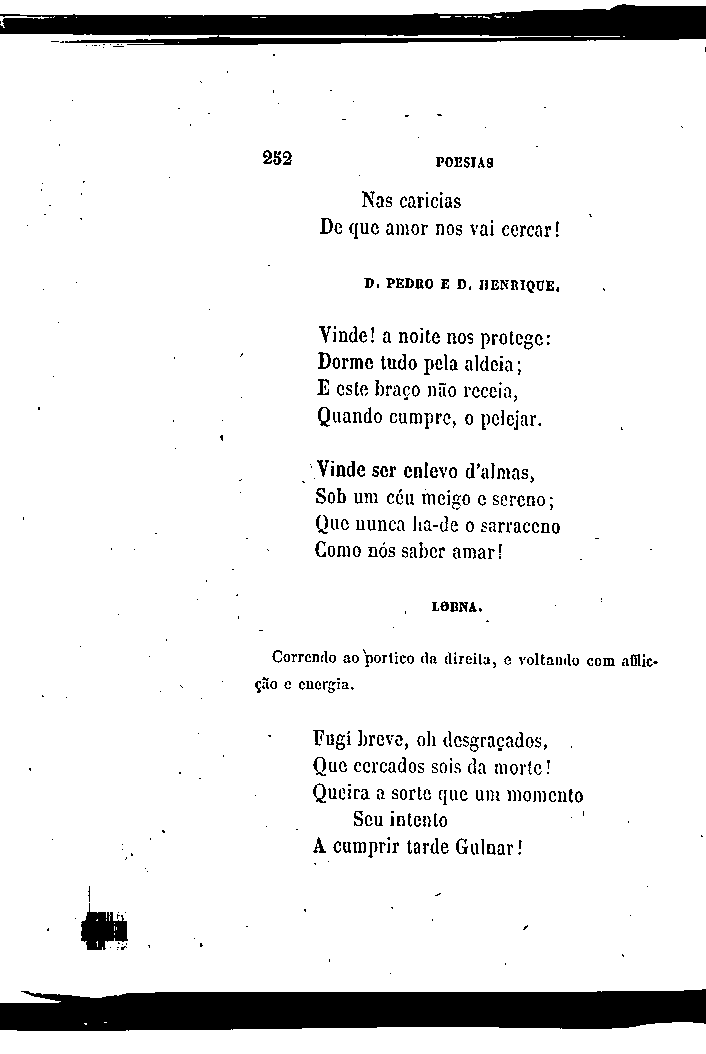 252 POESIAS
Nas caricias
De que amor nos vai cercar!
D. PEDRO E D. HENRIQUE.
Vinde! a noite nos protege:
Dorme tudo pela aldeia;
E este braço não receia,
Quando cumpre, o pelejar.
Vinde ser enlevo d'almas,
Sob um céu meigo e sereno;
Que nunca ha-de o sarraceno
Como nós saber amar!
LOBNA.
Correndo ao portico da direita, e voltando com afflic-
ção e energia.
Fugi breve, oh desgraçados,
Que cercados sois da morte!
Queira a sorte que um momento
Seu intento
A cumprir tarde Gulnar!